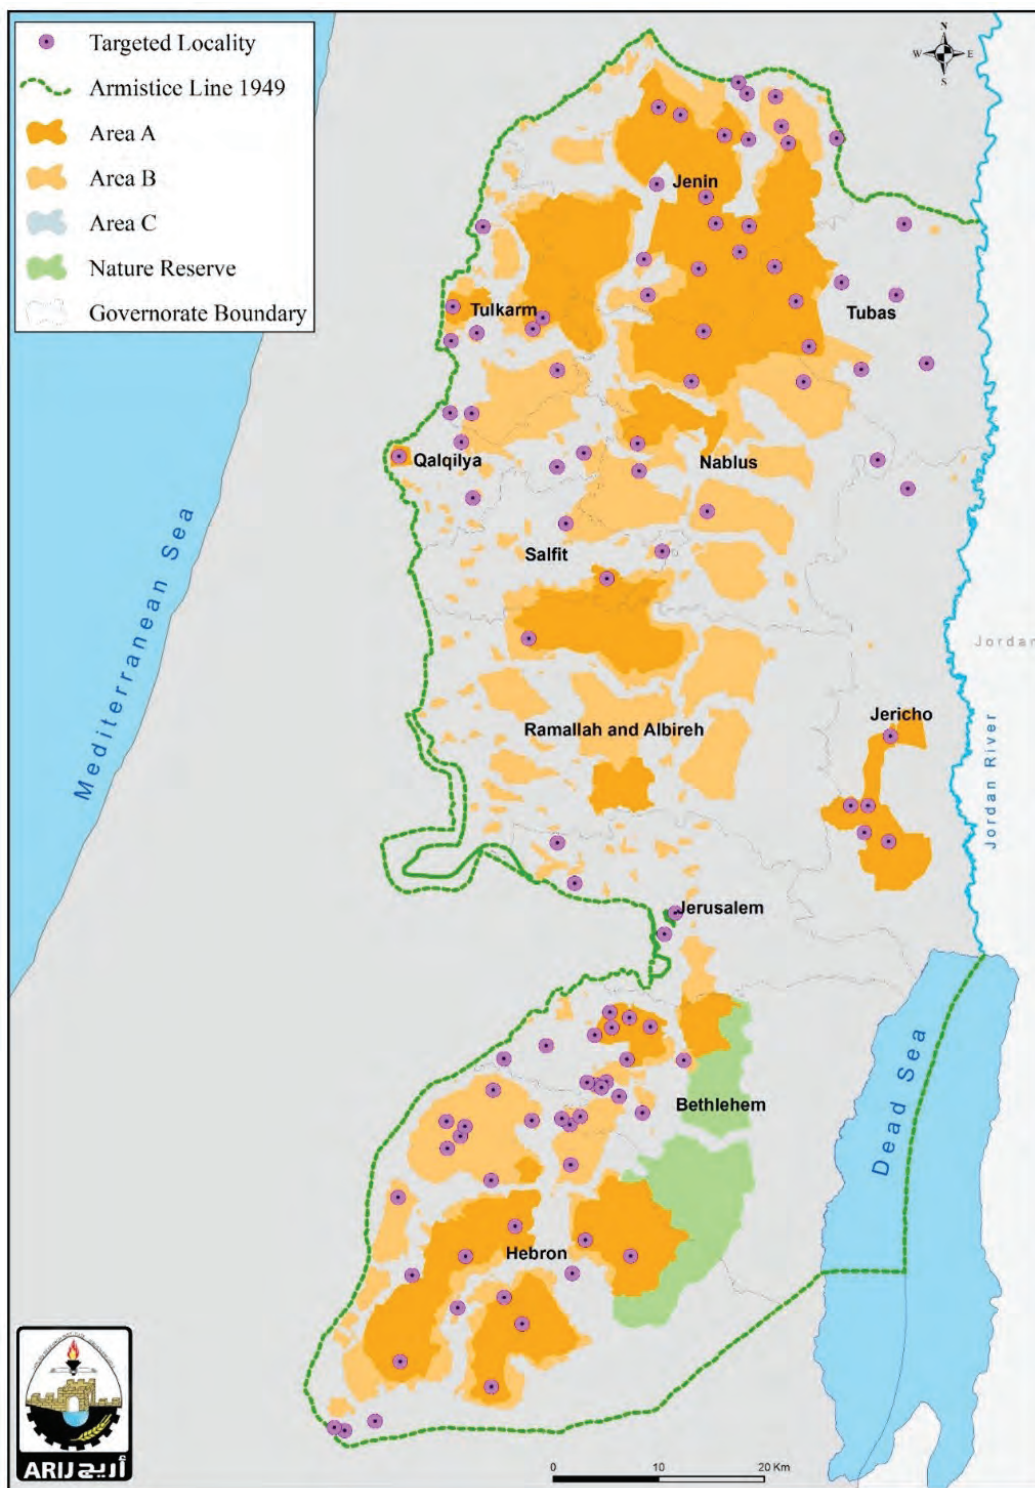 Targeted Locality
Armistice Line 1949
Area A
Area B
Area C
Nature Reserve
Governorate Boundary
N
W E
S
Jenin
Tulkarm
Tubas
Qalqilya
Nablus
Salfit
Mediterranean Sea
Jordan
Jericho
Ramallah and Albireh
Jordan River
Jerusalem
Dead Sea
Bethlehem
Hebron
ARIJ أريج
0 10 20 Km